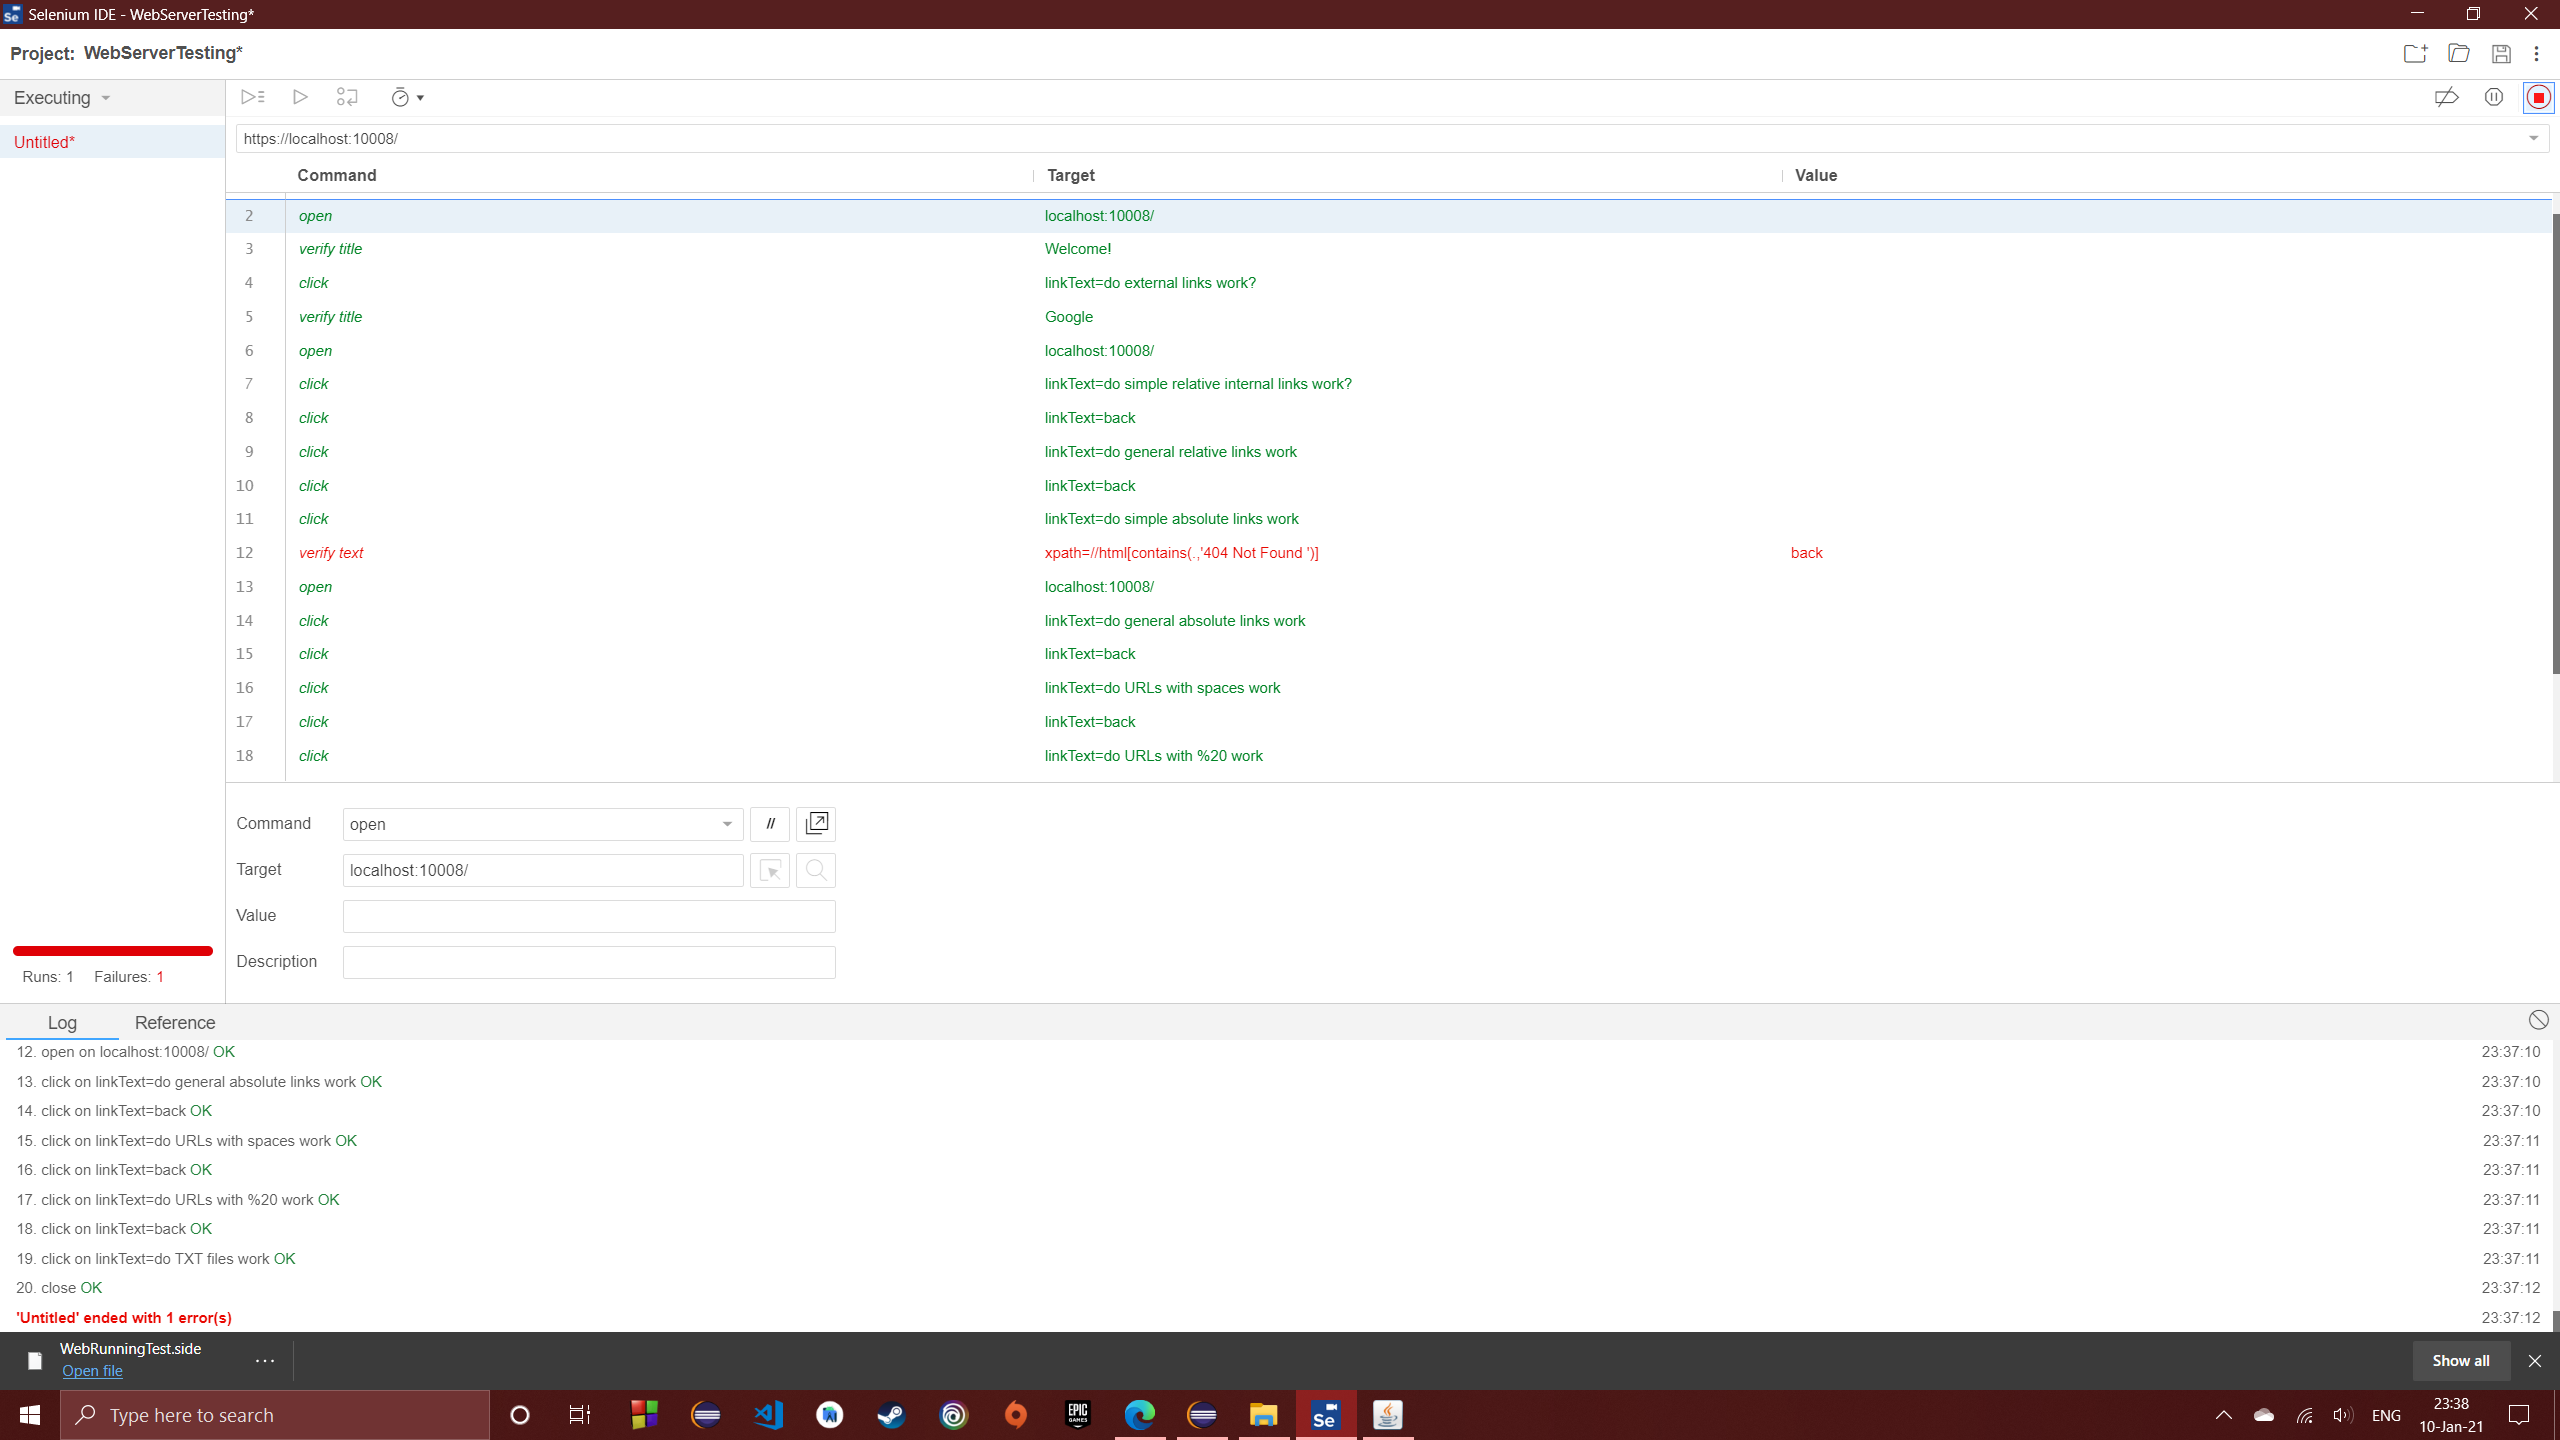 Selenium IDE - WebServerTesting*
Project: WebServerTesting*
Executing
Untitled*
https://localhost:10008/
Command Target Value
2 open localhost:10008/
3 verify title Welcome!
4 click linkText=do external links work?
5 verify title Google
6 open localhost:10008/
7 click linkText=do simple relative internal links work?
8 click linkText=back
9 click linkText=do general relative links work
10 click linkText=back
11 click linkText=do simple absolute links work
12 verify text xpath=//html[contains(.,'404 Not Found ')] back
13 open localhost:10008/
14 click linkText=do general absolute links work
15 click linkText=back
16 click linkText=do URLs with spaces work
17 click linkText=back
18 click linkText=do URLs with %20 work
Command open //
Target localhost:10008/
Value
Description
Runs: 1 Failures: 1
Log Reference
12. open on localhost:10008/ OK 23:37:10
13. click on linkText=do general absolute links work OK 23:37:10
14. click on linkText=back OK 23:37:10
15. click on linkText=do URLs with spaces work OK 23:37:11
16. click on linkText=back OK 23:37:11
17. click on linkText=do URLs with %20 work OK 23:37:11
18. click on linkText=back OK 23:37:11
19. click on linkText=do TXT files work OK 23:37:11
20. close OK 23:37:12
'Untitled' ended with 1 error(s) 23:37:12
WebRunningTest.side
Open file
Show all
Type here to search
EPIC GAMES
Se
ENG
23:38
10-Jan-21